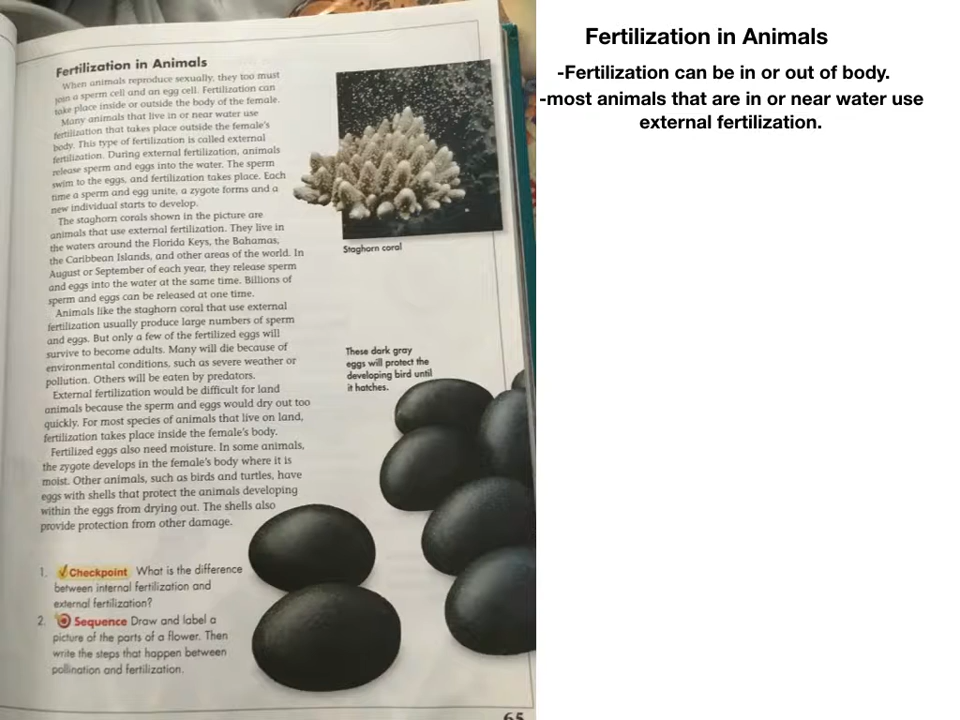 Fertilization in Animals
When animals reproduce sexually, they too must
join a sperm cell and an egg cell. Fertilization can
take place inside or outside the body of the female.
Many animals that live in or near water use
fertilization that takes place outside the female's
body. This type of fertilization is called external
fertilization. During external fertilization, animals
release sperm and eggs into the water. The sperm
swim to the eggs, and fertilization takes place. Each
time a sperm and egg unite, a zygote forms and a
new individual starts to develop.
The staghorn corals shown in the picture are
animals that use external fertilization. They live in
the waters around the Florida Keys, the Bahamas,
the Caribbean Islands, and other areas of the world. In
August or September of each year, they release sperm
and eggs into the water at the same time. Billions of
sperm and eggs can be released at one time.
Animals like the staghorn coral that use external
fertilization usually produce large numbers of sperm
and eggs. But only a few of the fertilized eggs will
survive to become adults. Many will die because of
environmental conditions, such as severe weather or
pollution. Others will be eaten by predators.
External fertilization would be difficult for land
animals because the sperm and eggs would dry out too
quickly. For most species of animals that live on land,
fertilization takes place inside the female's body.
Fertilized eggs also need moisture. In some animals,
the zygote develops in the female's body where it is
moist. Other animals, such as birds and turtles, have
eggs with shells that protect the animals developing
within the eggs from drying out. The shells also
provide protection from other damage.
1. Checkpoint What is the difference
between internal fertilization and
external fertilization?
2. Sequence Draw and label a
picture of the parts of a flower. Then
write the steps that happen between
pollination and fertilization.
Staghorn coral
These dark gray
eggs will protect the
developing bird until
it hatches.
65
Fertilization in Animals
-Fertilization can be in or out of body.
-most animals that are in or near water use
external fertilization.